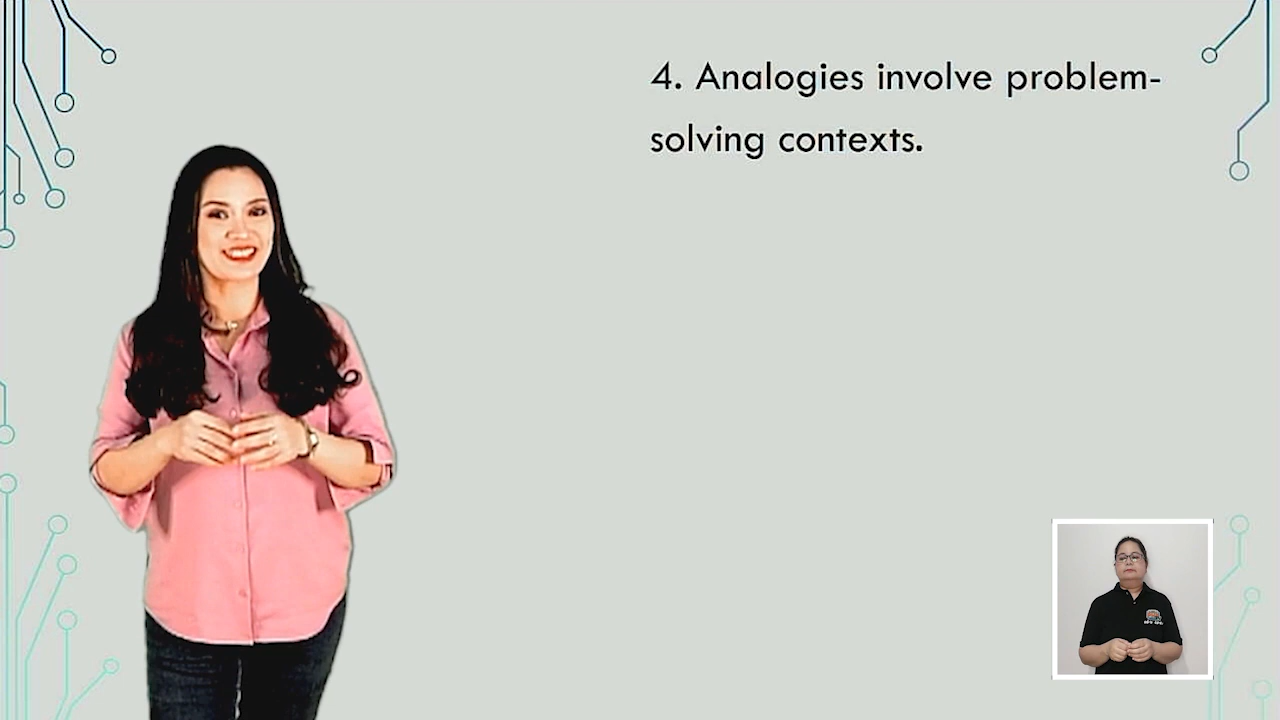 4. Analogies involve problem-
solving contexts.